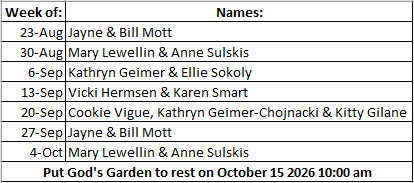 Week of: Names:
23-Aug Jayne & Bill Mott
30-Aug Mary Lewellin & Anne Sulskis
6-Sep Kathryn Geimer & Ellie Sokoly
13-Sep Vicki Hermsen & Karen Smart
20-Sep Cookie Vigue, Kathryn Geimer-Chojnacki & Kitty Gilane
27-Sep Jayne & Bill Mott
4-Oct Mary Lewellin & Anne Sulskis
Put God's Garden to rest on October 15 2026 10:00 am